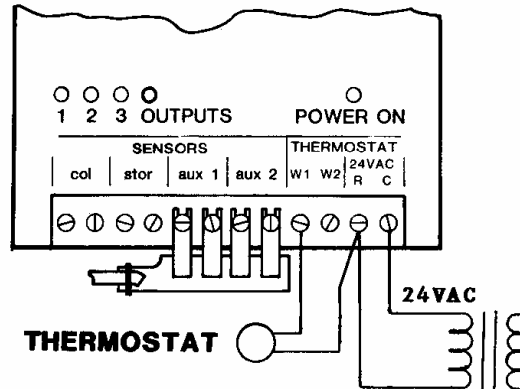 1 2 3 OUTPUTS POWER ON
SENSORS THERMOSTAT
col stor aux 1 aux 2 W1 W2 24VAC
R C
24VAC
THERMOSTAT